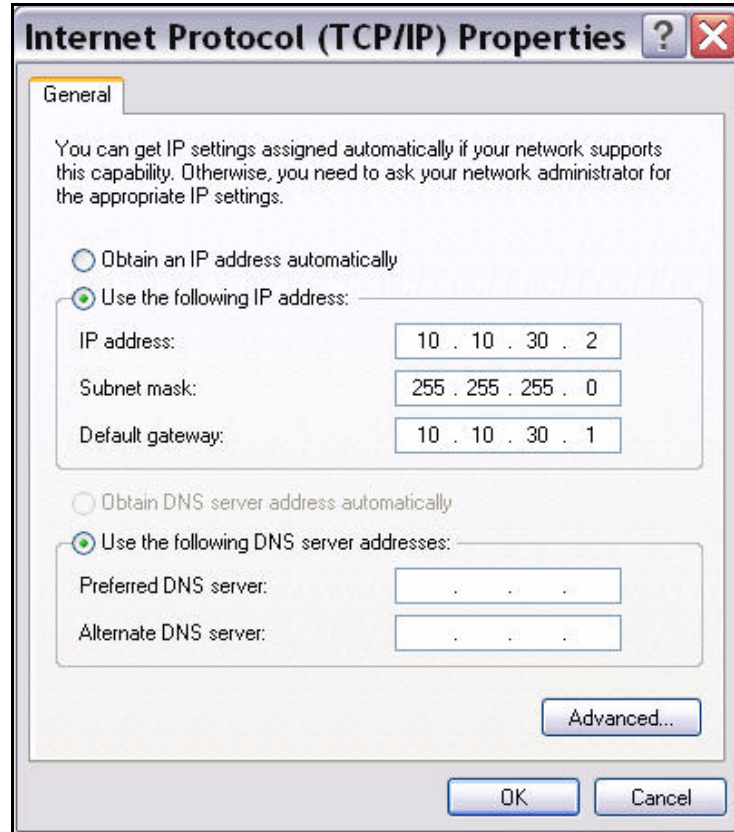 Internet Protocol (TCP/IP) Properties ?
General
You can get IP settings assigned automatically if your network supports
this capability. Otherwise, you need to ask your network administrator for
the appropriate IP settings.
Obtain an IP address automatically
Use the following IP address:
IP address: 10 . 10 . 30 . 2
Subnet mask: 255 . 255 . 255 . 0
Default gateway: 10 . 10 . 30 . 1
Obtain DNS server address automatically
Use the following DNS server addresses:
Preferred DNS server: . . .
Alternate DNS server: . . .
Advanced...
OK Cancel